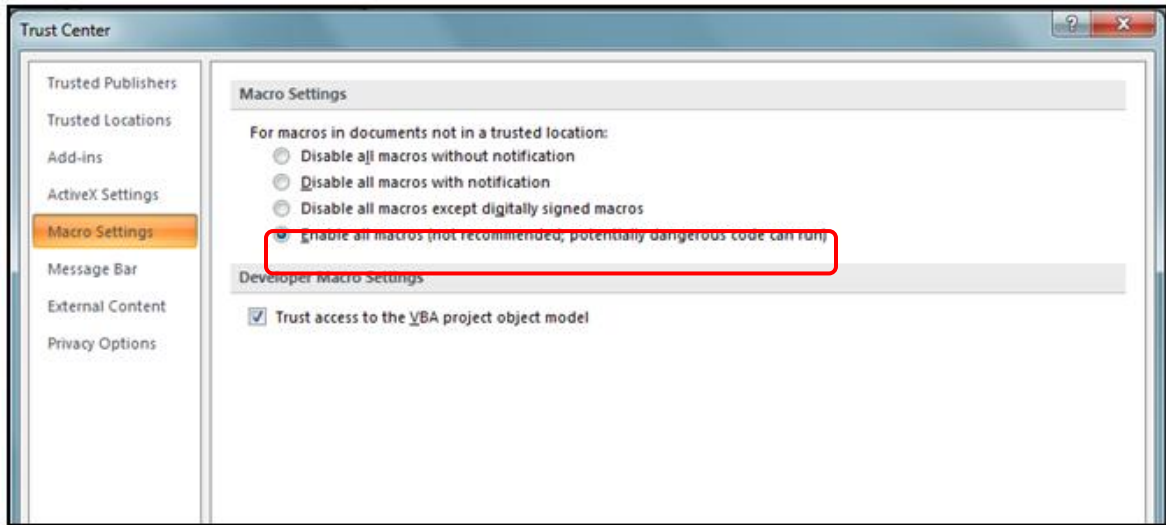 Trust Center
Trusted Publishers
Trusted Locations
Add-ins
ActiveX Settings
Macro Settings
Message Bar
External Content
Privacy Options
Macro Settings
For macros in documents not in a trusted location:
Disable all macros without notification
Disable all macros with notification
Disable all macros except digitally signed macros
Enable all macros (not recommended; potentially dangerous code can run)
Developer Macro Settings
Trust access to the VBA project object model